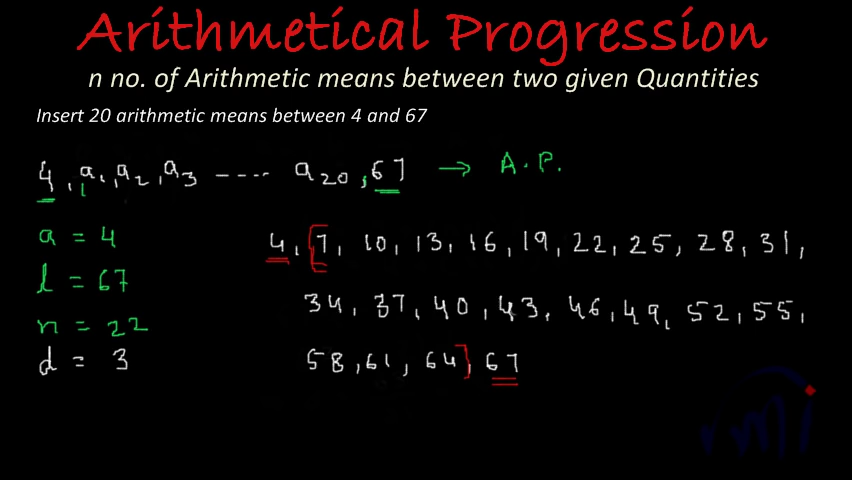 Arithmetical Progression
n no. of Arithmetic means between two given Quantities
Insert 20 arithmetic means between 4 and 67
4, a1, a2, a3 ---- a20, 67 → A.P.
a = 4
l = 67
n = 22
d = 3
4, [7, 10, 13, 16, 19, 22, 25, 28, 31,
34, 37, 40, 43, 46, 49, 52, 55,
58, 61, 64], 67
rmi